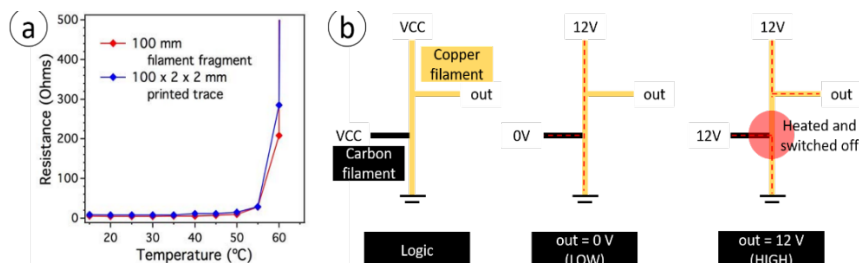 a
500
400
300
200
100
0
Resistance (Ohms)
100 mm
filament fragment
100 x 2 x 2 mm
printed trace
20
30
40
50
60
Temperature (ºC)
b
VCC
Copper
filament
out
VCC
Carbon
filament
Logic
12V
out
0V
out = 0 V
(LOW)
12V
out
12V
Heated and
switched off
out = 12 V
(HIGH)